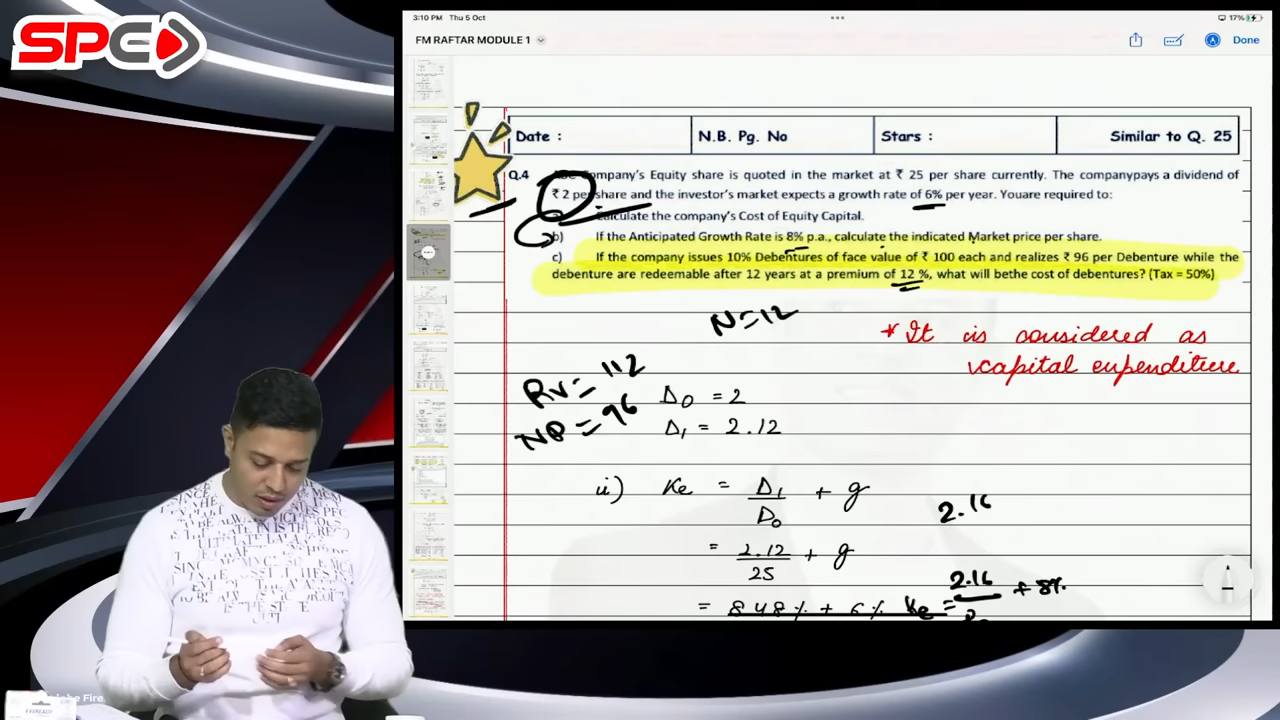 SPED
3:10 PM Thu 5 Oct
17%
FM RAFTAR MODULE 1
Done
Date :
N.B. Pg. No
Stars :
Similar to Q. 25
Q.4 company's Equity share is quoted in the market at ₹ 25 per share currently. The companypays a dividend of
₹ 2 per share and the investor's market expects a growth rate of 6% per year. Youare required to:
Calculate the company's Cost of Equity Capital.
b) If the Anticipated Growth Rate is 8% p.a., calculate the indicated Market price per share.
c) If the company issues 10% Debentures of face value of ₹ 100 each and realizes ₹ 96 per Debenture while the
debenture are redeemable after 12 years at a premium of 12 %, what will bethe cost of debentures? (Tax = 50%)
N=12
* It is considered as
capital expenditure
RV= 112
NP= 96
D0 = 2
D1 = 2.12
ii) Ke = D1 + g
D0
2.16
= 2.12 + g
25
2.16 + 8%
= 8.48% + 6% Ke =